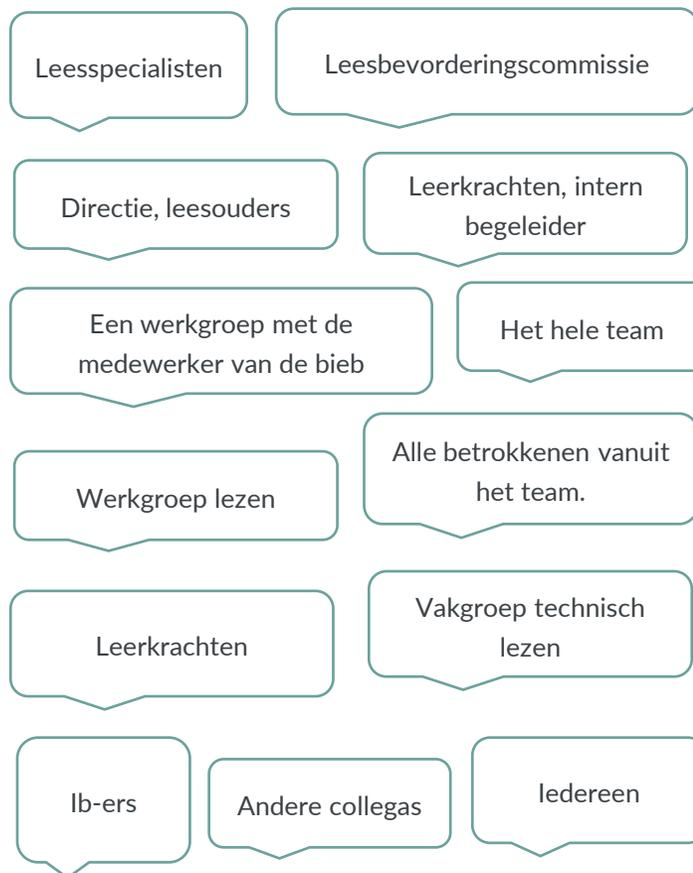 Leesspecialisten
Leesbevorderingscommissie
Directie, leesouders
Leerkrachten, intern
begeleider
Een werkgroep met de
medewerker van de bieb
Het hele team
Werkgroep lezen
Alle betrokkenen vanuit
het team.
Leerkrachten
Vakgroep technisch
lezen
Ib-ers
Andere collegas
Iedereen